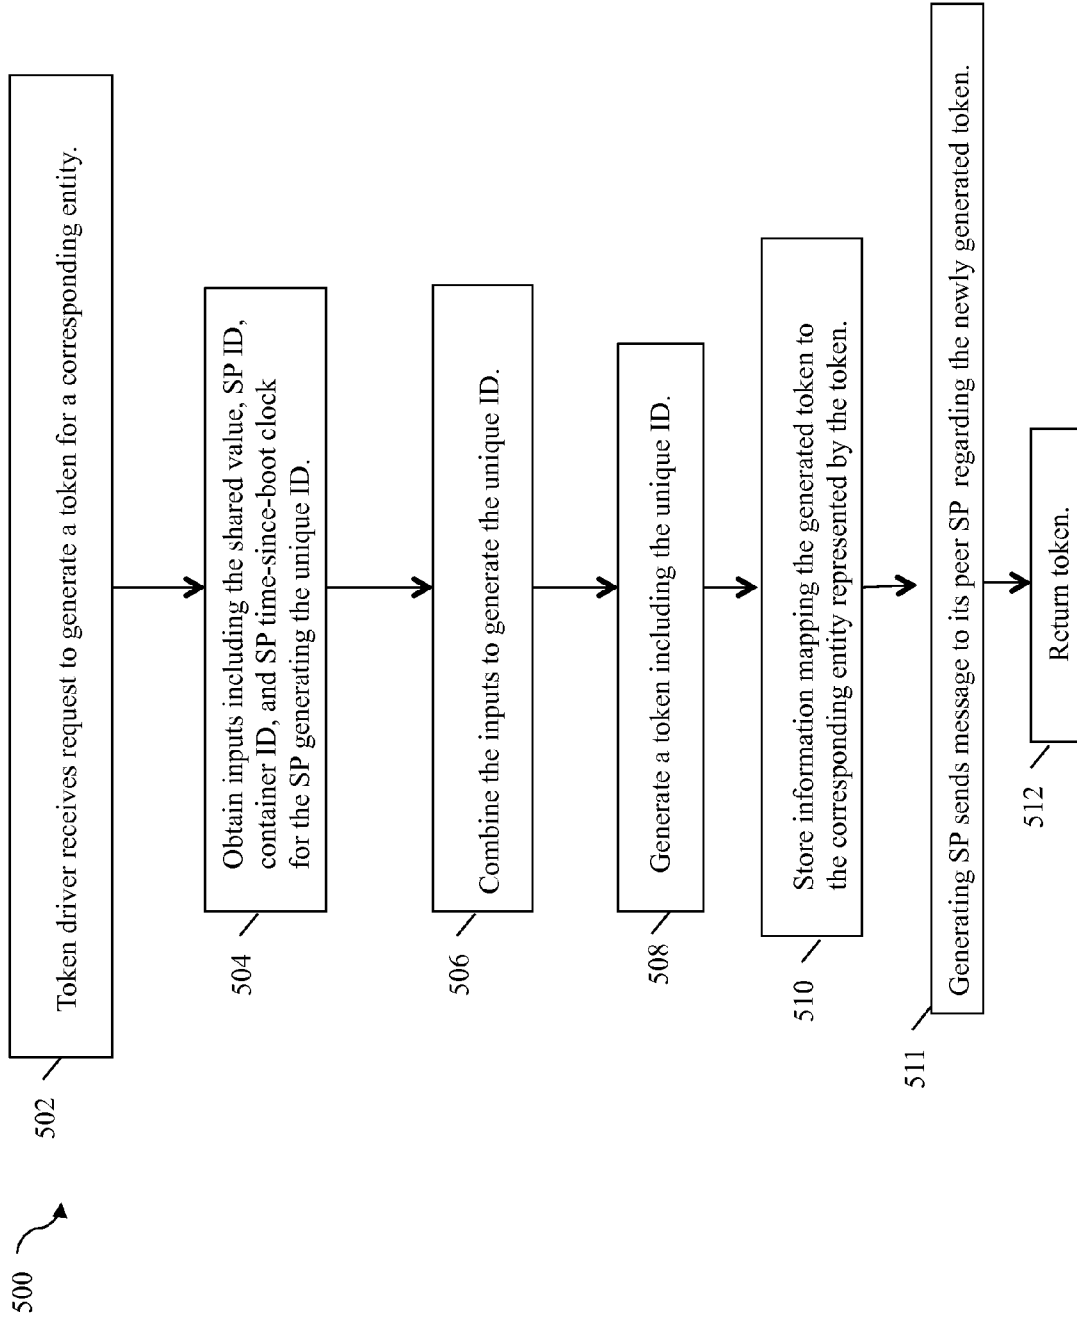 500
502
Token driver receives request to generate a token for a corresponding entity.
504
Obtain inputs including the shared value, SP ID,
container ID, and SP time-since-boot clock
for the SP generating the unique ID.
506
Combine the inputs to generate the unique ID.
508
Generate a token including the unique ID.
510
Store information mapping the generated token to
the corresponding entity represented by the token.
511
Generating SP sends message to its peer SP regarding the newly generated token.
512
Return token.